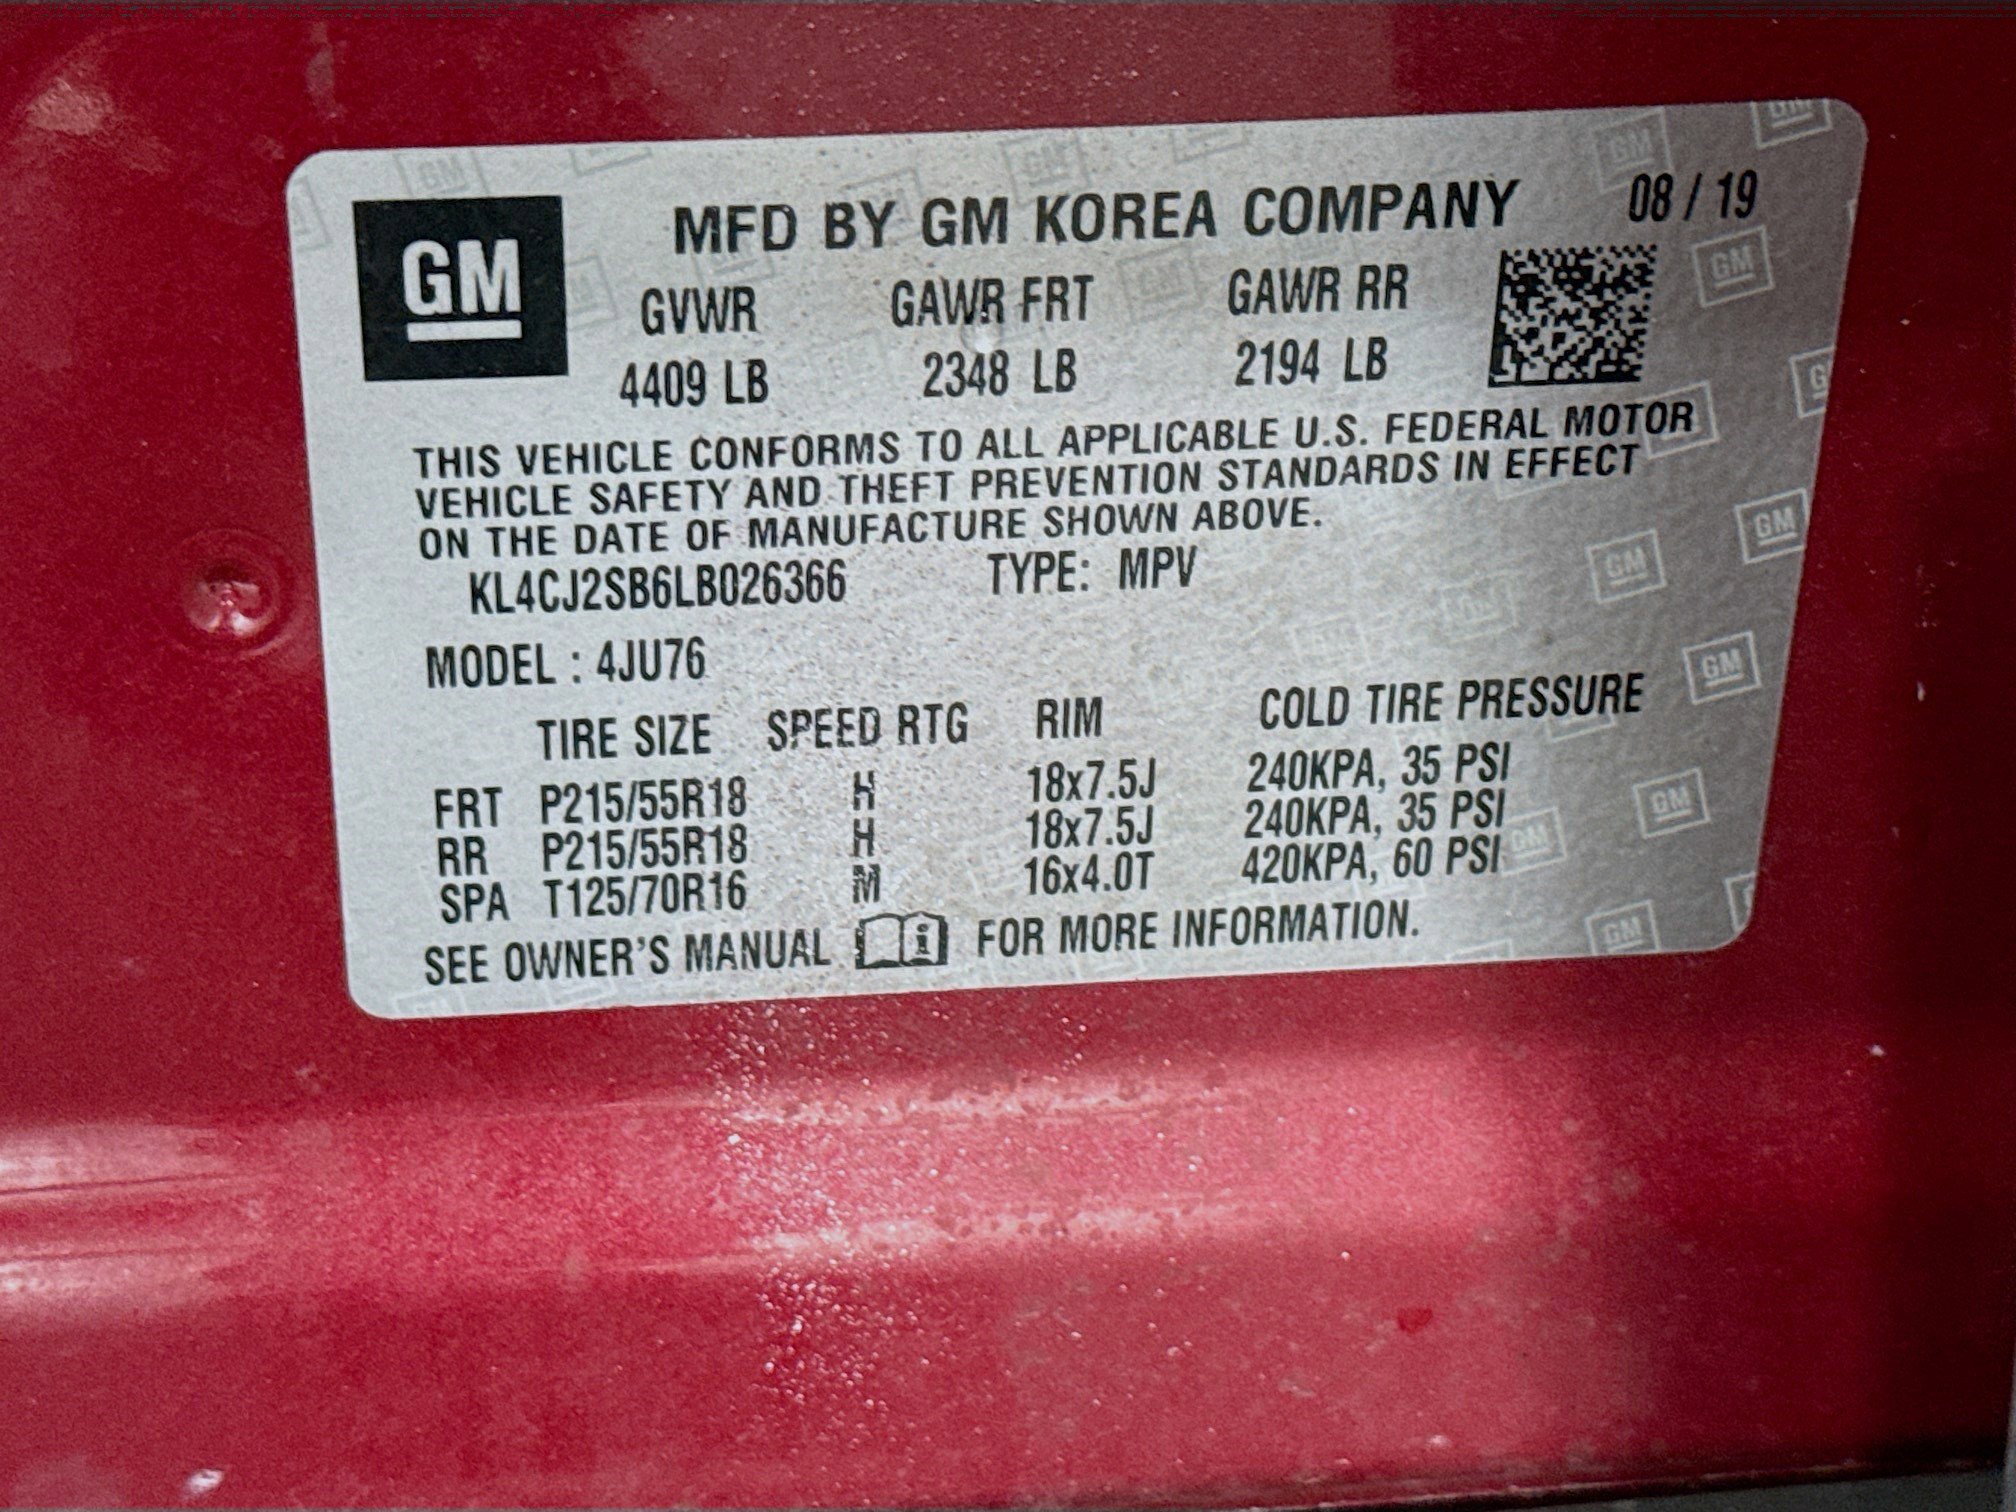 GM
MFD BY GM KOREA COMPANY 08 / 19
GVWR GAWR FRT GAWR RR
4409 LB 2348 LB 2194 LB
THIS VEHICLE CONFORMS TO ALL APPLICABLE U.S. FEDERAL MOTOR
VEHICLE SAFETY AND THEFT PREVENTION STANDARDS IN EFFECT
ON THE DATE OF MANUFACTURE SHOWN ABOVE.
KL4CJ2SB6LB026366 TYPE: MPV
MODEL : 4JU76
TIRE SIZE SPEED RTG RIM COLD TIRE PRESSURE
FRT P215/55R18 H 18x7.5J 240KPA, 35 PSI
RR P215/55R18 H 18x7.5J 240KPA, 35 PSI
SPA T125/70R16 M 16x4.0T 420KPA, 60 PSI
SEE OWNER'S MANUAL i FOR MORE INFORMATION.